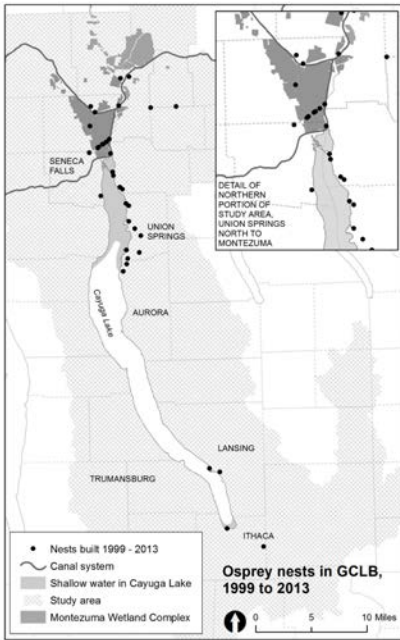 SENECA
FALLS
UNION
SPRINGS
DETAIL OF
NORTHERN
PORTION OF
STUDY AREA,
UNION SPRINGS
NORTH TO
MONTEZUMA
Cayuga Lake
AURORA
LANSING
TRUMANSBURG
ITHACA
Nests built 1999 - 2013
Canal system
Shallow water in Cayuga Lake
Study area
Montezuma Wetland Complex
Osprey nests in GCLB,
1999 to 2013
0 5 10 Miles